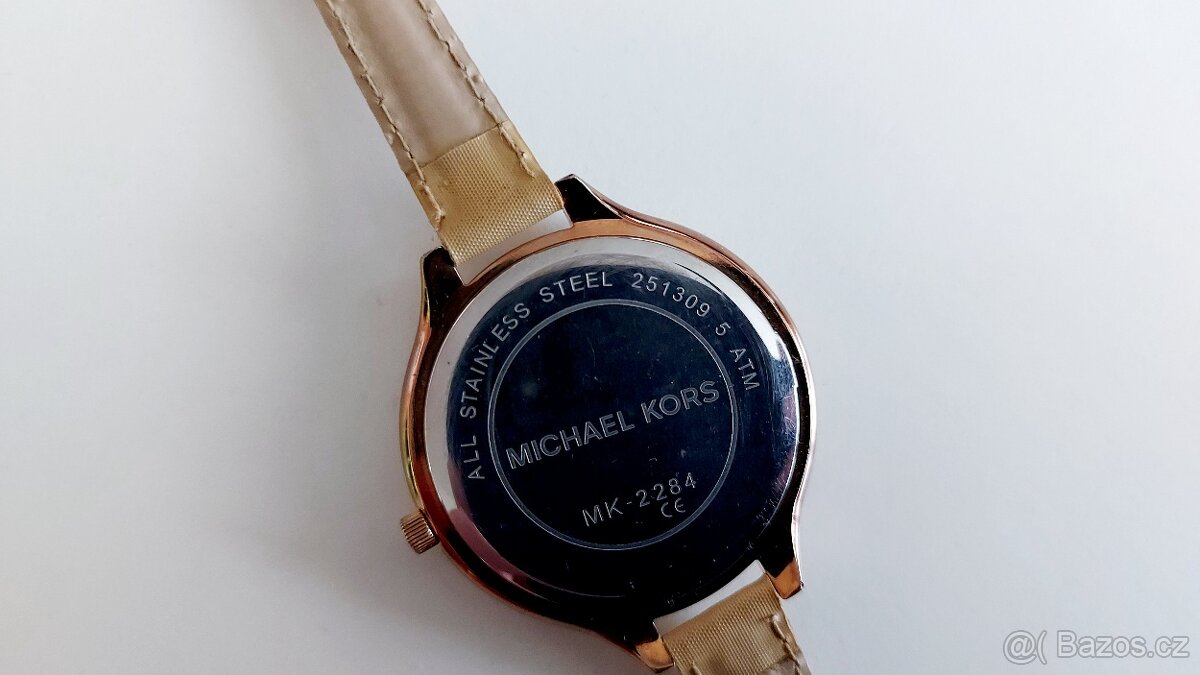 ALL STAINLESS STEEL 251309 5 ATM
MICHAEL KORS
MK-2284
CE
@( Bazos.cz